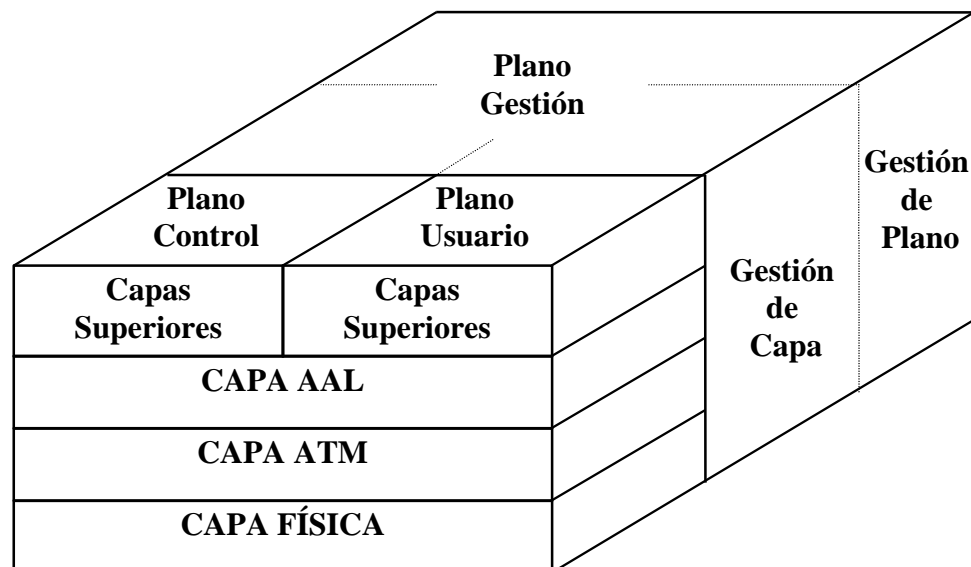 Plano
Gestión
Plano
Control
Plano
Usuario
Gestión
de
Plano
Gestión
de
Capa
Capas
Superiores
Capas
Superiores
CAPA AAL
CAPA ATM
CAPA FÍSICA